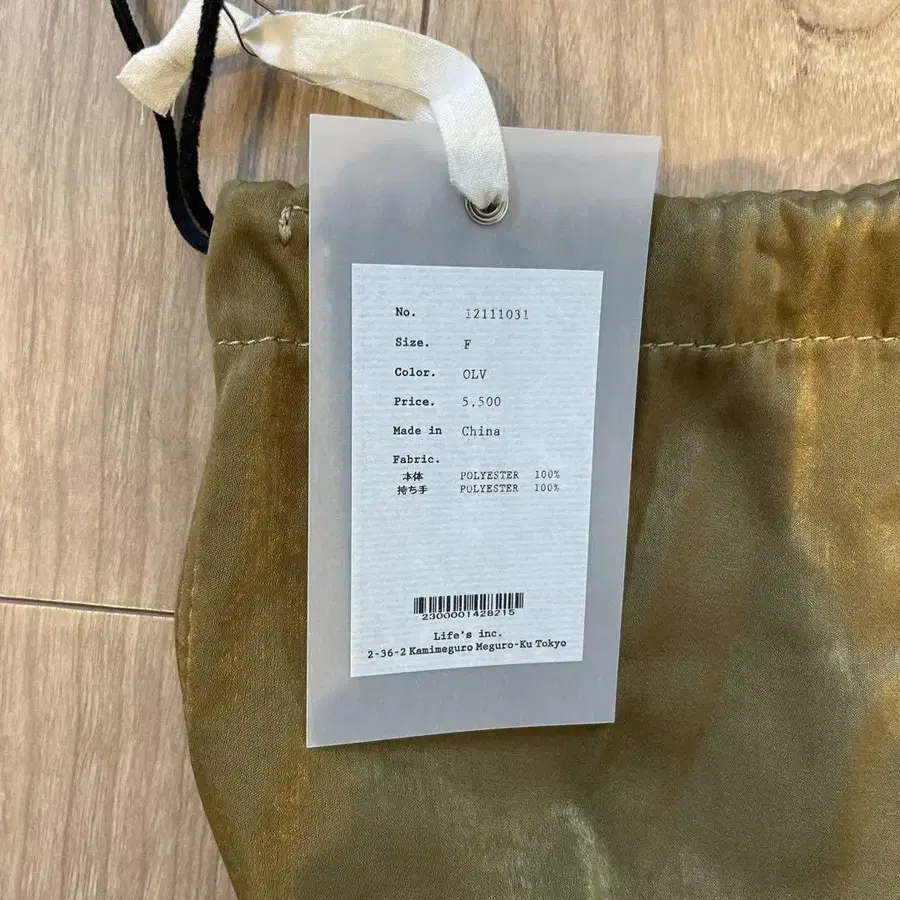 No. 12111031
Size. F
Color. OLV
Price. 5,500
Made in China
Fabric.
本体 POLYESTER 100%
持ち手 POLYESTER 100%
2300001428215
Life's inc.
2-36-2 Kamimeguro Meguro-Ku Tokyo